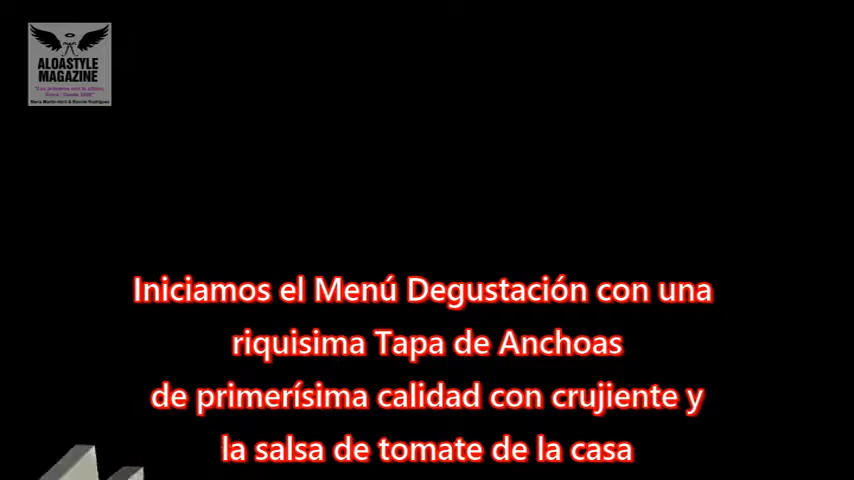 ALOASTYLE
MAGAZINE
Iniciamos el Menú Degustación con una
riquisima Tapa de Anchoas
de primerísima calidad con crujiente y
la salsa de tomate de la casa